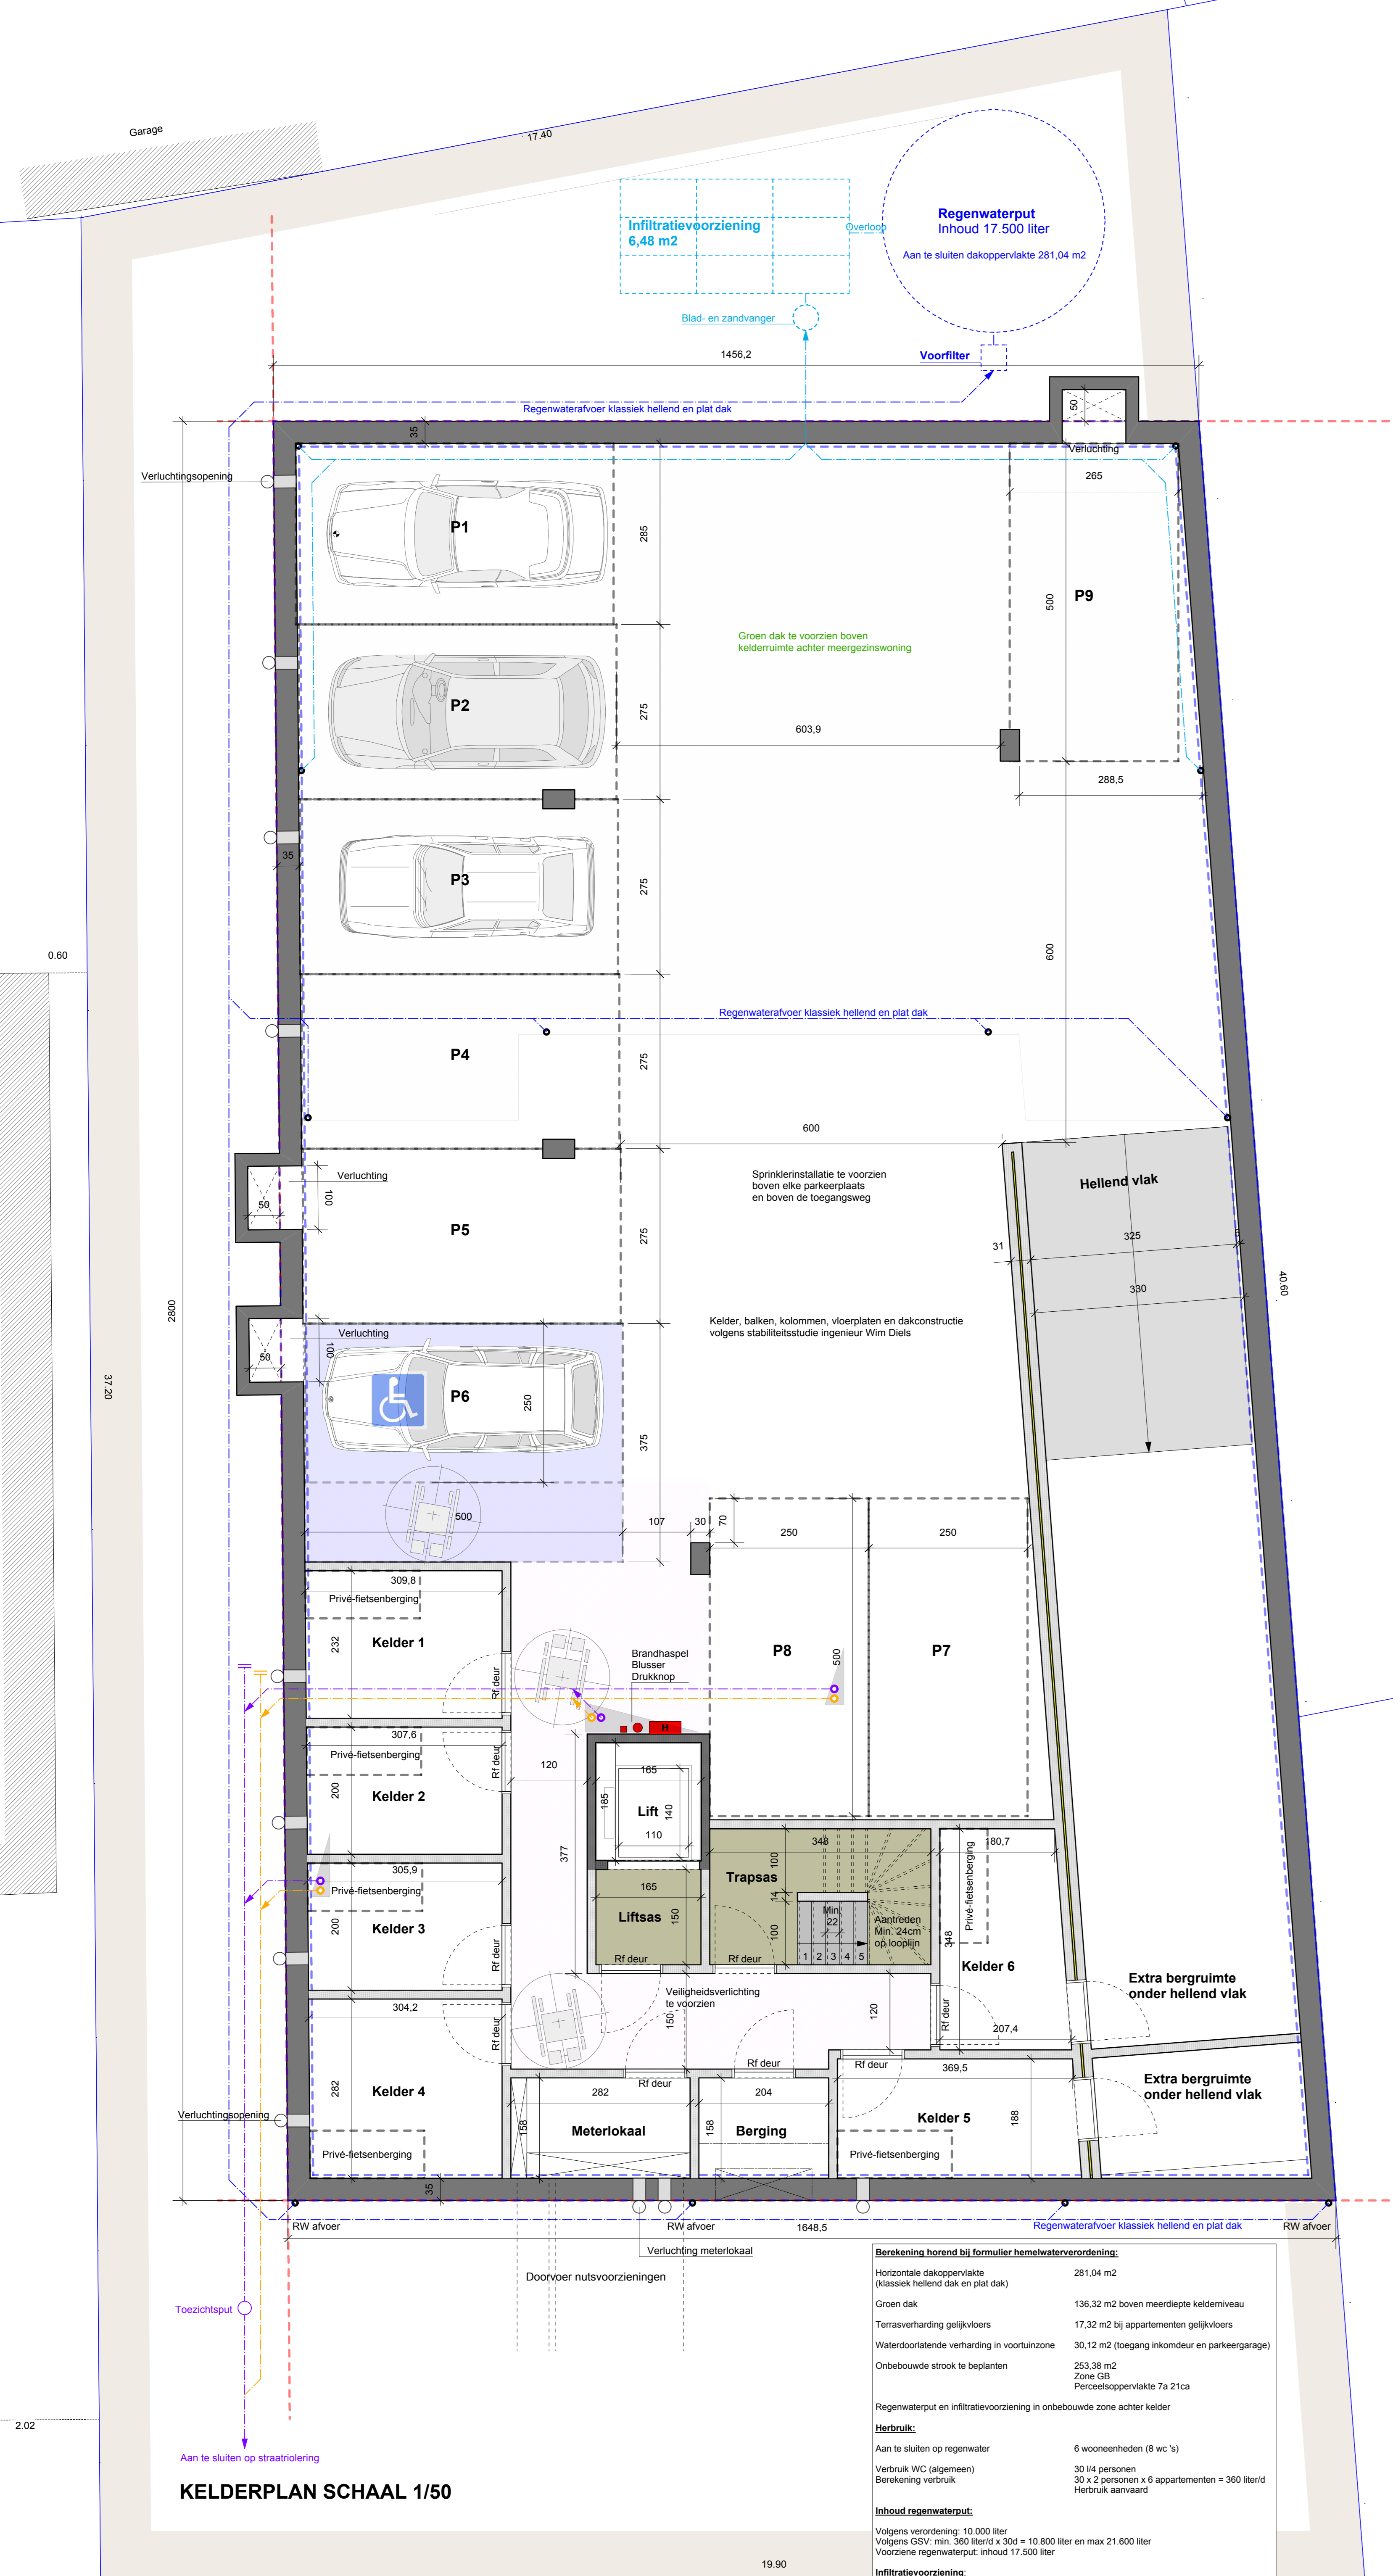 Garage
17.40
Infiltratievoorziening
6,48 m2
Overloop
Regenwaterput
Inhoud 17.500 liter
Aan te sluiten dakoppervlakte 281,04 m2
Blad- en zandvanger
1456,2
Voorfilter
Regenwaterafvoer klassiek hellend en plat dak
50
35
Verluchting
265
Verluchtingsopening
P1
285
P9
500
Groen dak te voorzien boven
kelderruimte achter meergezinswoning
P2
275
603,9
288,5
35
P3
275
0.60
609
Regenwaterafvoer klassiek hellend en plat dak
P4
275
600
Verluchting
100
50
Sprinklerinstallatie te voorzien
boven elke parkeerplaats
en boven de toegangsweg
Hellend vlak
P5
275
31
325
5
330
40.60
2800
Verluchting
100
50
Kelder, balken, kolommen, vloerplaten en dakconstructie
volgens stabiliteitsstudie ingenieur Wim Diels
37.20
P6
250
375
500
107
30
70
250
250
309,8
Privé-fietsenberging
Kelder 1
232
Rf deur
Brandhaspel
Blusser
Drukknop
H
P8
500
P7
307,6
Privé-fietsenberging
Kelder 2
200
Rf deur
120
165
185
Lift
140
110
377
305,9
Privé-fietsenberging
Kelder 3
200
Rf deur
165
Liftsas
150
Rf deur
348
Trapsas
100
14
100
Min.
22
Aantreden
Min. 24cm
op looplijn
1 2 3 4 5
Rf deur
180,7
Privé-fietsenberging
348
Kelder 6
207,4
Rf deur
Extra bergruimte
onder hellend vlak
304,2
Rf deur
Kelder 4
282
Veiligheidsverlichting
te voorzien
150
120
Rf deur
Rf deur
Rf deur
369,5
Extra bergruimte
onder hellend vlak
Verluchtingsopening
Privé-fietsenberging
282
158
Meterlokaal
204
158
Berging
Kelder 5
188
Privé-fietsenberging
35
RW afvoer
RW afvoer
1648,5
Regenwaterafvoer klassiek hellend en plat dak
RW afvoer
Verluchting meterlokaal
Doorvoer nutsvoorzieningen
Toezichtsput
2.02
Aan te sluiten op straatriolering
KELDERPLAN SCHAAL 1/50
19.90
Berekening horend bij formulier hemelwaterverordening:
Horizontale dakoppervlakte 281,04 m2
(klassiek hellend dak en plat dak)
Groen dak 136,32 m2 boven meerdiepte kelderniveau
Terrasverharding gelijkvloers 17,32 m2 bij appartementen gelijkvloers
Waterdoorlatende verharding in voortuinzone 30,12 m2 (toegang inkomdeur en parkeergarage)
Onbebouwde strook te beplanten 253,38 m2
Zone GB
Perceelsoppervlakte 7a 21ca
Regenwaterput en infiltratievoorziening in onbebouwde zone achter kelder
Herbruik:
Aan te sluiten op regenwater 6 wooneenheden (8 wc 's)
Verbruik WC (algemeen) 30 l/4 personen
Berekening verbruik 30 x 2 personen x 6 appartementen = 360 liter/d
Herbruik aanvaard
Inhoud regenwaterput:
Volgens verordening: 10.000 liter
Volgens GSV: min. 360 liter/d x 30d = 10.800 liter en max 21.600 liter
Voorziene regenwaterput: inhoud 17.500 liter
Infiltratievoorziening: